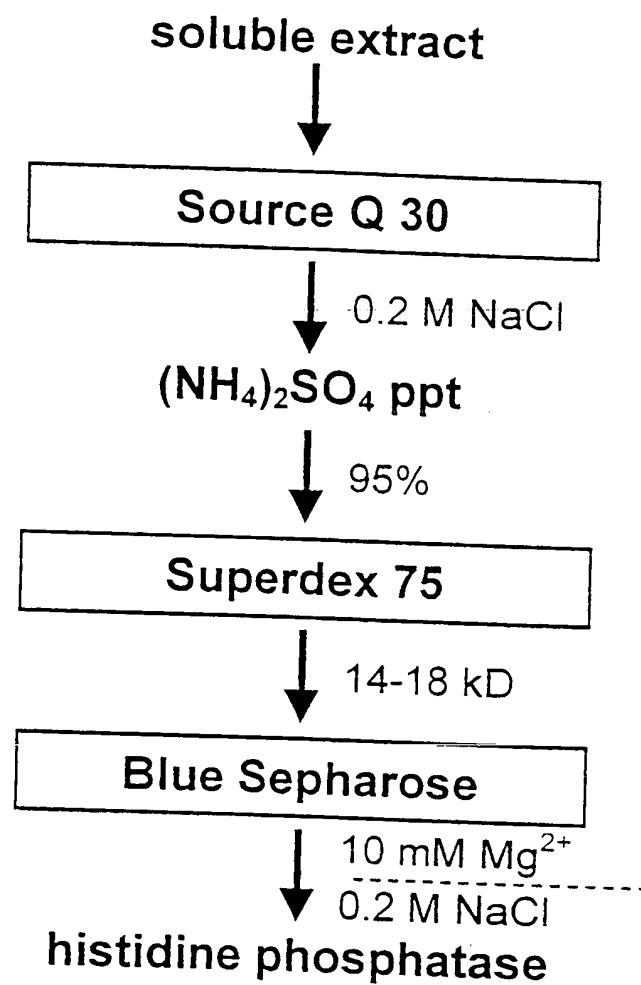 soluble extract
Source Q 30
0.2 M NaCl
(NH₄)₂SO₄ ppt
95%
Superdex 75
14-18 kD
Blue Sepharose
10 mM Mg²⁺
0.2 M NaCl
histidine phosphatase